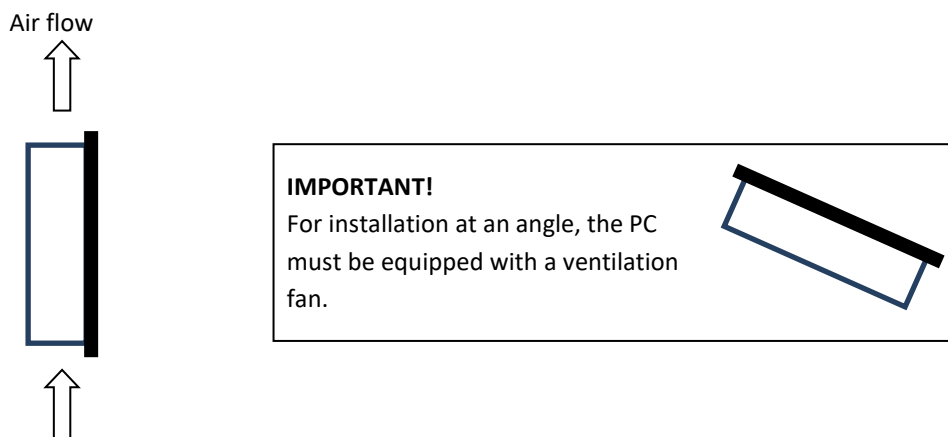 Air flow
IMPORTANT!
For installation at an angle, the PC
must be equipped with a ventilation
fan.